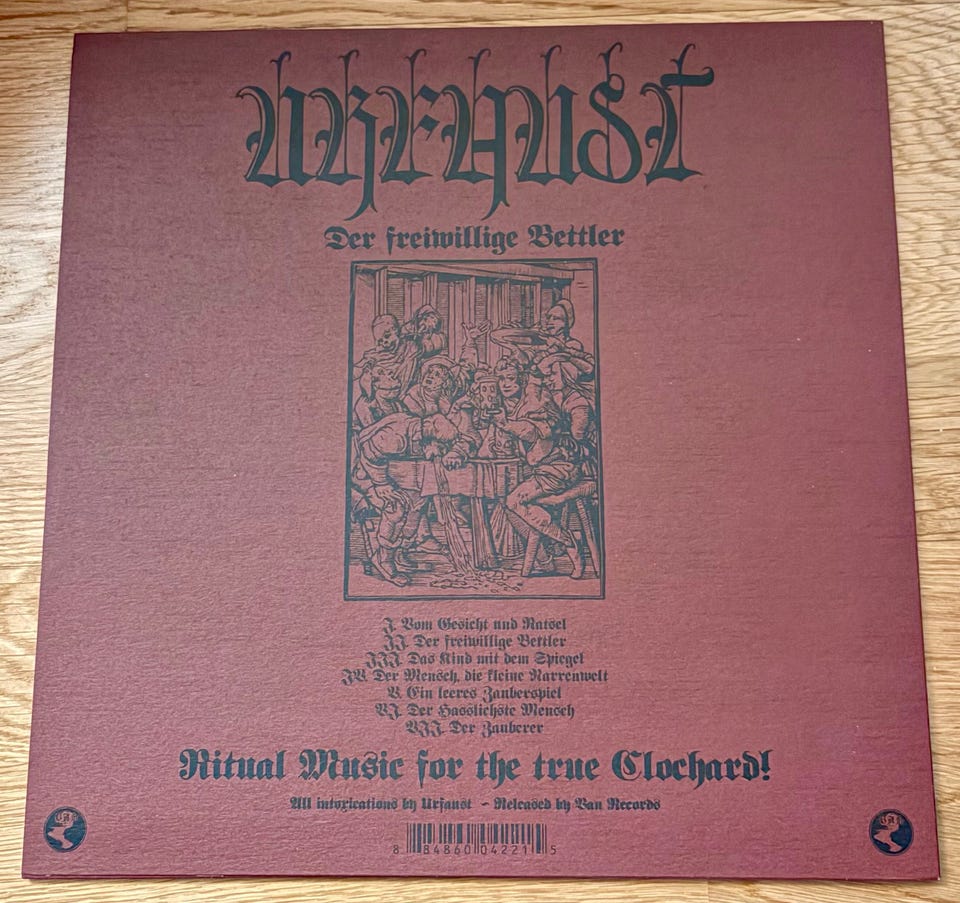 URFAUST
Der freiwillige Bettler
I. Vom Gesicht und Ratsel
II. Der freiwillige Bettler
III. Das Kind mit dem Spiegel
IV. Der Mensch, die kleine Narrenwelt
V. Ein leeres Zauberspiel
VI. Der Hasslichste Mensch
VII. Der Zauberer
Ritual Music for the true Clochard!
All intoxications by Urfaust - Released by Van Records
8 84860 04221 5